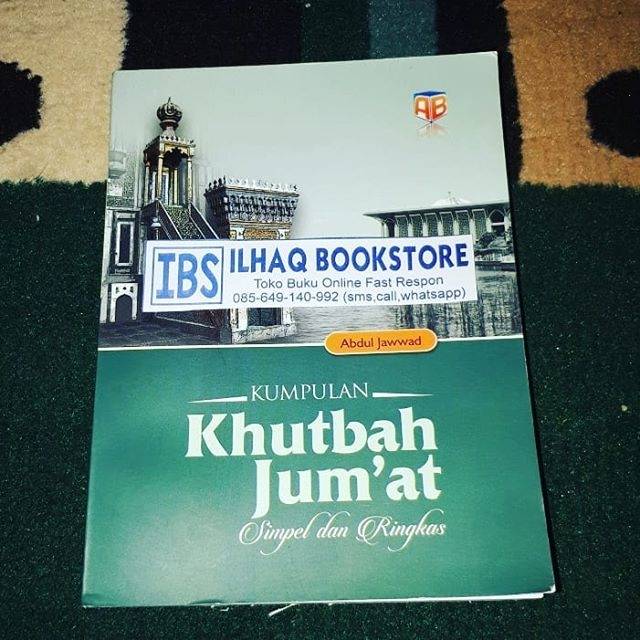 AB
IBS
ILHAQ BOOKSTORE
Toko Buku Online Fast Respon
085-649-140-992 (sms,call,whatsapp)
Abdul Jawwad
KUMPULAN
Khutbah
Jum'at
Simpel dan Ringkas